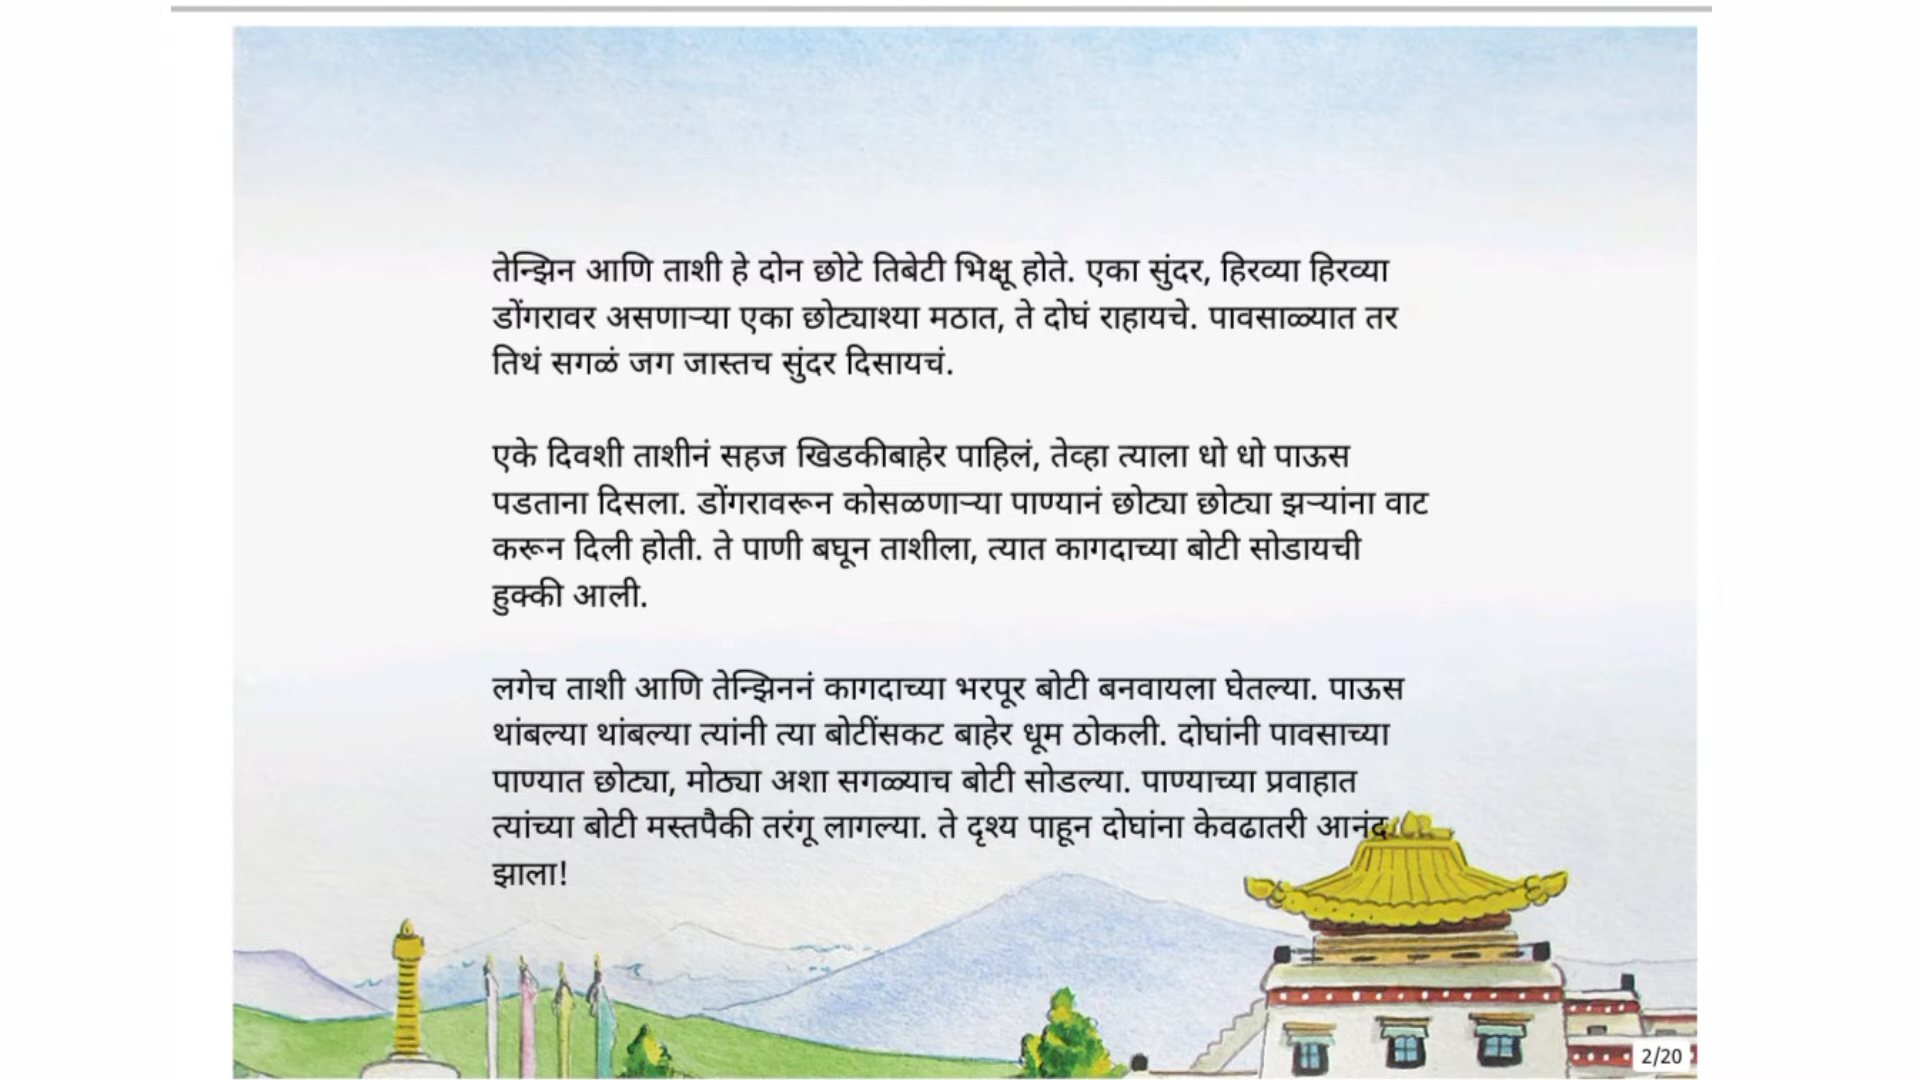 तेन्झिन आणि ताशी हे दोन छोटे तिबेटी भिक्षू होते. एका सुंदर, हिरव्या हिरव्या
डोंगरावर असणाऱ्या एका छोट्याश्या मठात, ते दोघं राहायचे. पावसाळ्यात तर
तिथं सगळं जग जास्तच सुंदर दिसायचं.
एके दिवशी ताशीनं सहज खिडकीबाहेर पाहिलं, तेव्हा त्याला धो धो पाऊस
पडताना दिसला. डोंगरावरून कोसळणाऱ्या पाण्यानं छोट्या छोट्या झऱ्यांना वाट
करून दिली होती. ते पाणी बघून ताशीला, त्यात कागदाच्या बोटी सोडायची
हुक्की आली.
लगेच ताशी आणि तेन्झिननं कागदाच्या भरपूर बोटी बनवायला घेतल्या. पाऊस
थांबल्या थांबल्या त्यांनी त्या बोटींसकट बाहेर धूम ठोकली. दोघांनी पावसाच्या
पाण्यात छोट्या, मोठ्या अशा सगळ्याच बोटी सोडल्या. पाण्याच्या प्रवाहात
त्यांच्या बोटी मस्तपैकी तरंगू लागल्या. ते दृश्य पाहून दोघांना केवढातरी आनंद
झाला!
2/20